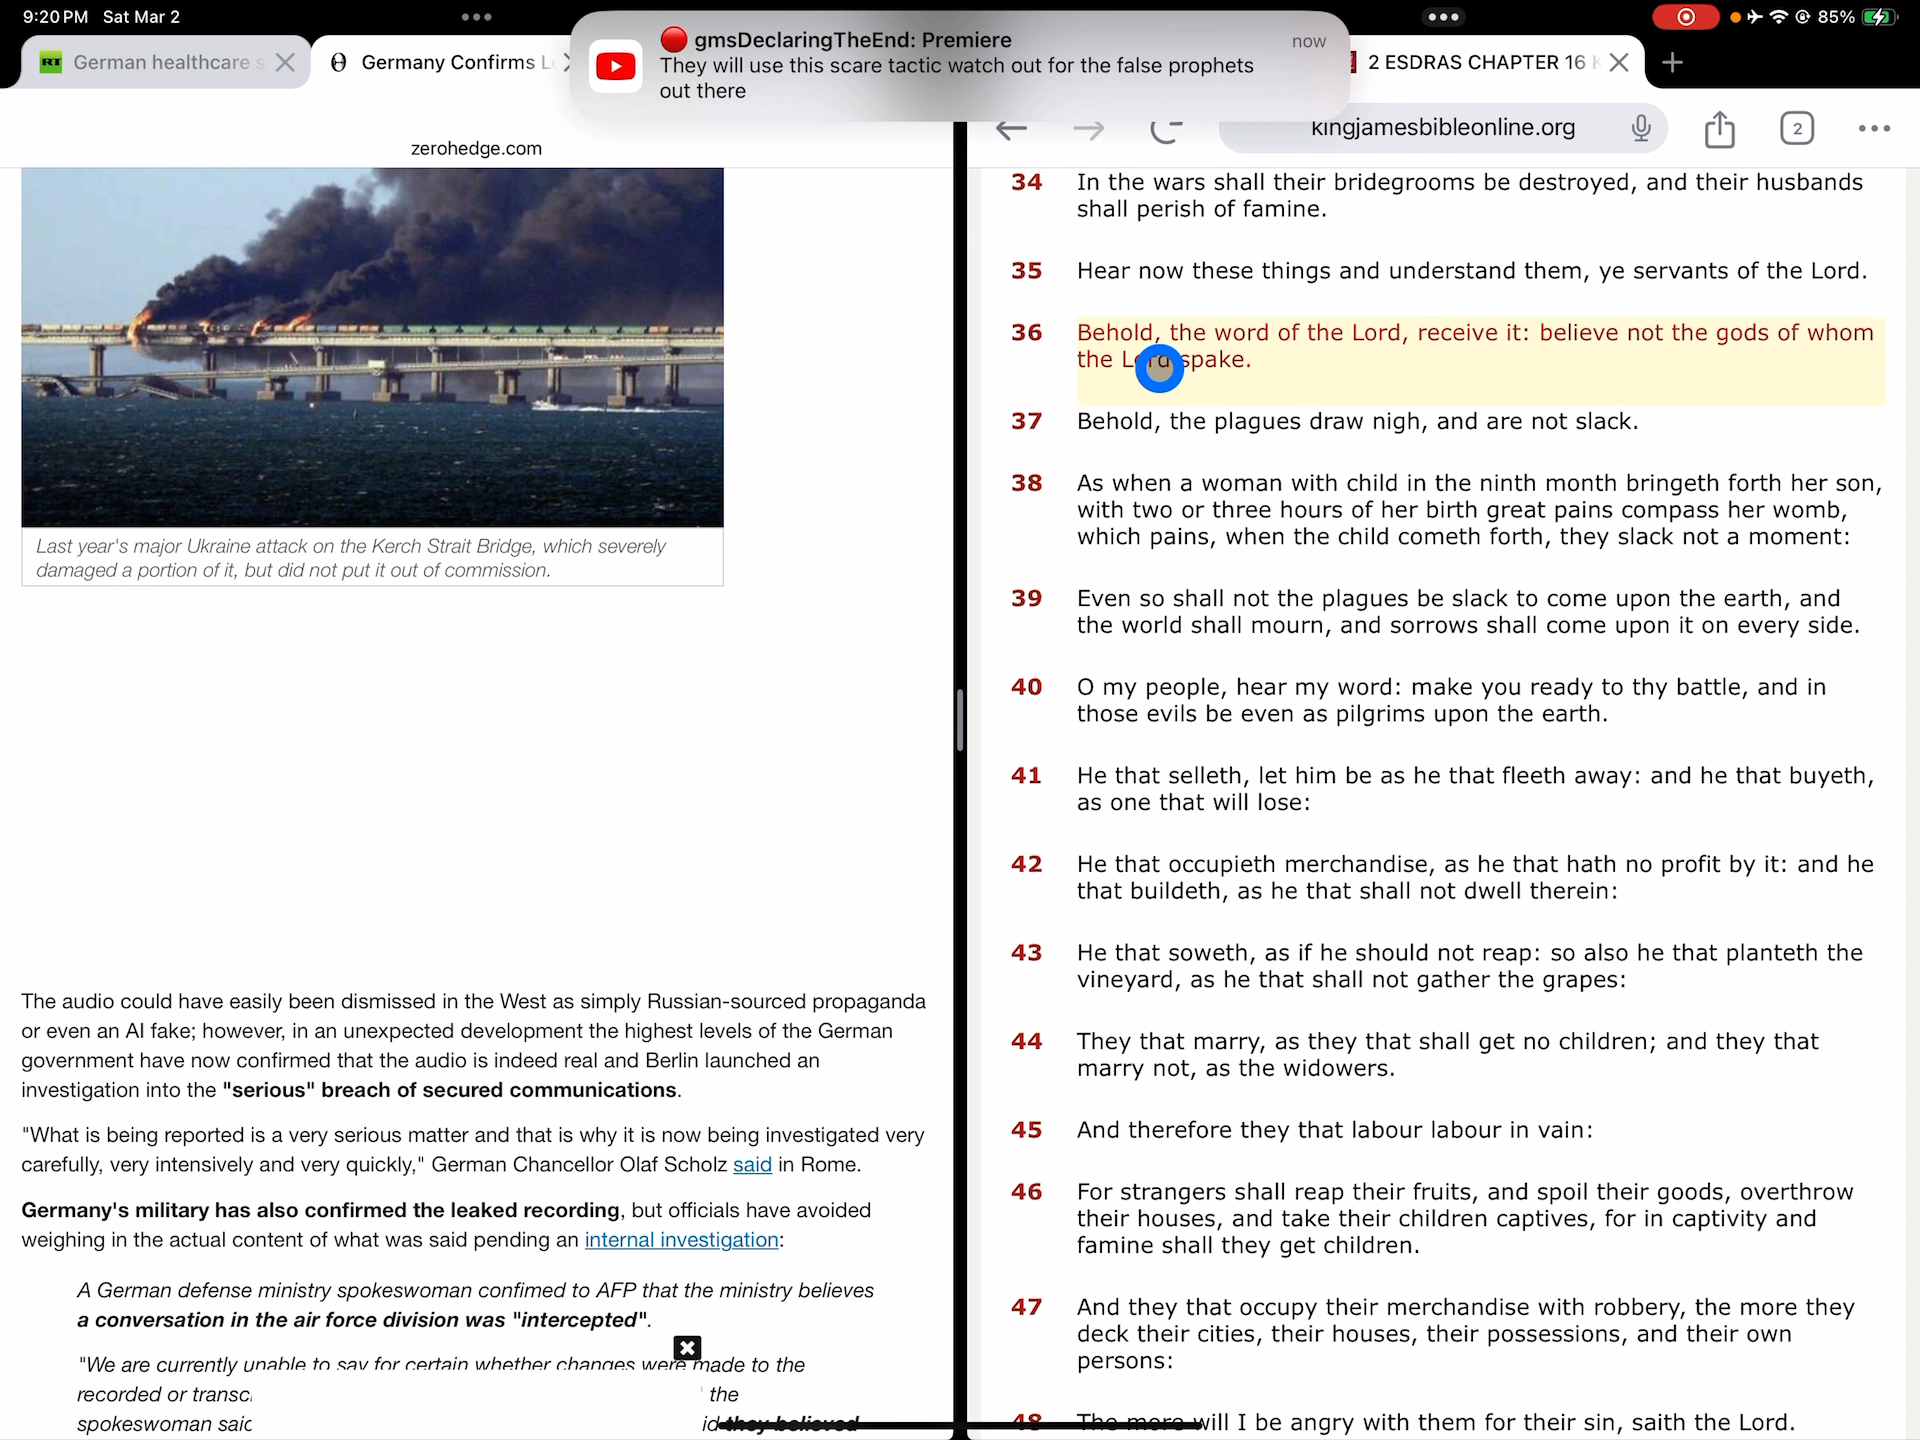 9:20 PM Sat Mar 2
85%
German healthcare s
Germany Confirms L
gmsDeclaringTheEnd: Premiere
now
They will use this scare tactic watch out for the false prophets
out there
2 ESDRAS CHAPTER 16 K
zerohedge.com
kingjamesbibleonline.org
2
Last year's major Ukraine attack on the Kerch Strait Bridge, which severely
damaged a portion of it, but did not put it out of commission.
The audio could have easily been dismissed in the West as simply Russian-sourced propaganda
or even an AI fake; however, in an unexpected development the highest levels of the German
government have now confirmed that the audio is indeed real and Berlin launched an
investigation into the "serious" breach of secured communications.
"What is being reported is a very serious matter and that is why it is now being investigated very
carefully, very intensively and very quickly," German Chancellor Olaf Scholz said in Rome.
Germany's military has also confirmed the leaked recording, but officials have avoided
weighing in the actual content of what was said pending an internal investigation:
A German defense ministry spokeswoman confimed to AFP that the ministry believes
a conversation in the air force division was "intercepted".
"We are currently unable to say for certain whether changes were made to the
recorded or transc the
spokeswoman said id they believed
34 In the wars shall their bridegrooms be destroyed, and their husbands
shall perish of famine.
35 Hear now these things and understand them, ye servants of the Lord.
36 Behold, the word of the Lord, receive it: believe not the gods of whom
the Lord spake.
37 Behold, the plagues draw nigh, and are not slack.
38 As when a woman with child in the ninth month bringeth forth her son,
with two or three hours of her birth great pains compass her womb,
which pains, when the child cometh forth, they slack not a moment:
39 Even so shall not the plagues be slack to come upon the earth, and
the world shall mourn, and sorrows shall come upon it on every side.
40 O my people, hear my word: make you ready to thy battle, and in
those evils be even as pilgrims upon the earth.
41 He that selleth, let him be as he that fleeth away: and he that buyeth,
as one that will lose:
42 He that occupieth merchandise, as he that hath no profit by it: and he
that buildeth, as he that shall not dwell therein:
43 He that soweth, as if he should not reap: so also he that planteth the
vineyard, as he that shall not gather the grapes:
44 They that marry, as they that shall get no children; and they that
marry not, as the widowers.
45 And therefore they that labour labour in vain:
46 For strangers shall reap their fruits, and spoil their goods, overthrow
their houses, and take their children captives, for in captivity and
famine shall they get children.
47 And they that occupy their merchandise with robbery, the more they
deck their cities, their houses, their possessions, and their own
persons:
48 The more will I be angry with them for their sin, saith the Lord.